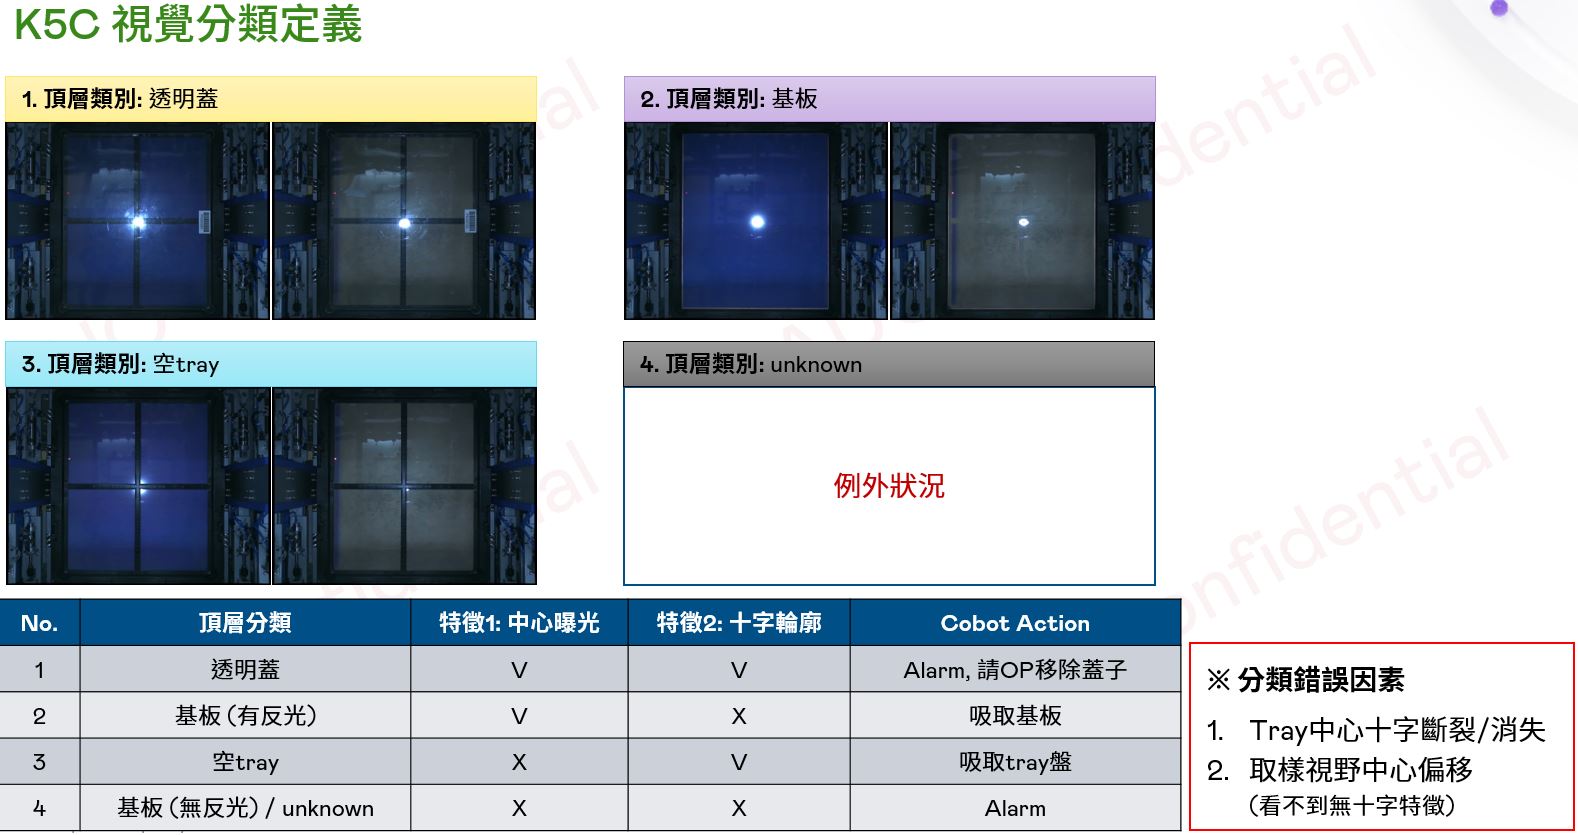 K5C 視覺分類定義
1. 頂層類別: 透明蓋
2. 頂層類別: 基板
3. 頂層類別: 空tray
4. 頂層類別: unknown
例外狀況
No. 頂層分類 特徵1: 中心曝光 特徵2: 十字輪廓 Cobot Action
1 透明蓋 V V Alarm, 請OP移除蓋子
2 基板 (有反光) V X 吸取基板
3 空tray X V 吸取tray盤
4 基板 (無反光) / unknown X X Alarm
※ 分類錯誤因素
1. Tray中心十字斷裂/消失
2. 取樣視野中心偏移
(看不到無十字特徵)
dential
nfidential
ial
ial